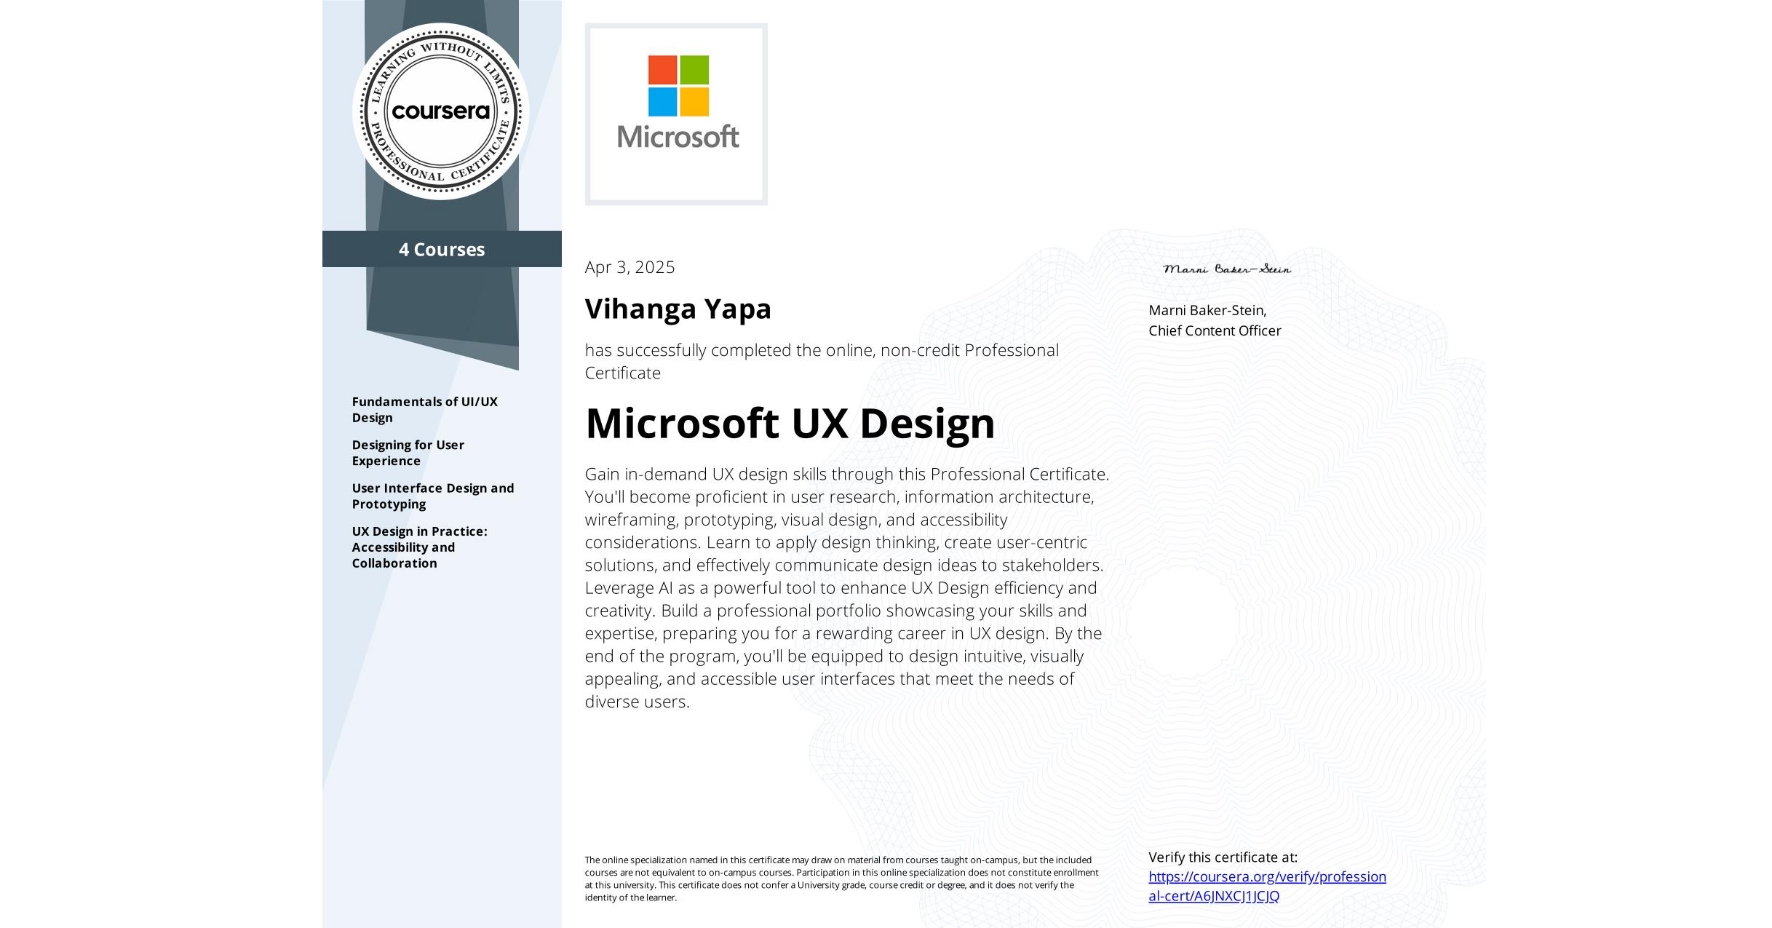 LEARNING WITHOUT LIMITS
coursera
PROFESSIONAL CERTIFICATE
4 Courses
Fundamentals of UI/UX
Design
Designing for User
Experience
User Interface Design and
Prototyping
UX Design in Practice:
Accessibility and
Collaboration
Microsoft
Apr 3, 2025
Vihanga Yapa
has successfully completed the online, non-credit Professional
Certificate
Microsoft UX Design
Gain in-demand UX design skills through this Professional Certificate.
You'll become proficient in user research, information architecture,
wireframing, prototyping, visual design, and accessibility
considerations. Learn to apply design thinking, create user-centric
solutions, and effectively communicate design ideas to stakeholders.
Leverage AI as a powerful tool to enhance UX Design efficiency and
creativity. Build a professional portfolio showcasing your skills and
expertise, preparing you for a rewarding career in UX design. By the
end of the program, you'll be equipped to design intuitive, visually
appealing, and accessible user interfaces that meet the needs of
diverse users.
Marni Baker-Stein
Marni Baker-Stein,
Chief Content Officer
The online specialization named in this certificate may draw on material from courses taught on-campus, but the included
courses are not equivalent to on-campus courses. Participation in this online specialization does not constitute enrollment
at this university. This certificate does not confer a University grade, course credit or degree, and it does not verify the
identity of the learner.
Verify this certificate at:
https://coursera.org/verify/profession
al-cert/A6JNXCJ1JCJQ